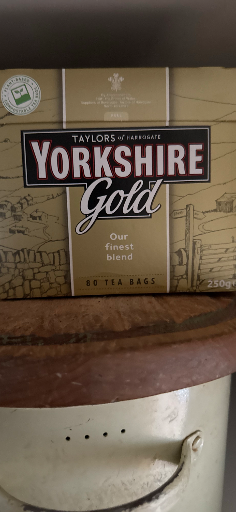 TAYLORS of HARROGATE
YORKSHIRE
Gold
Our
finest
blend
80 TEA BAGS
250g